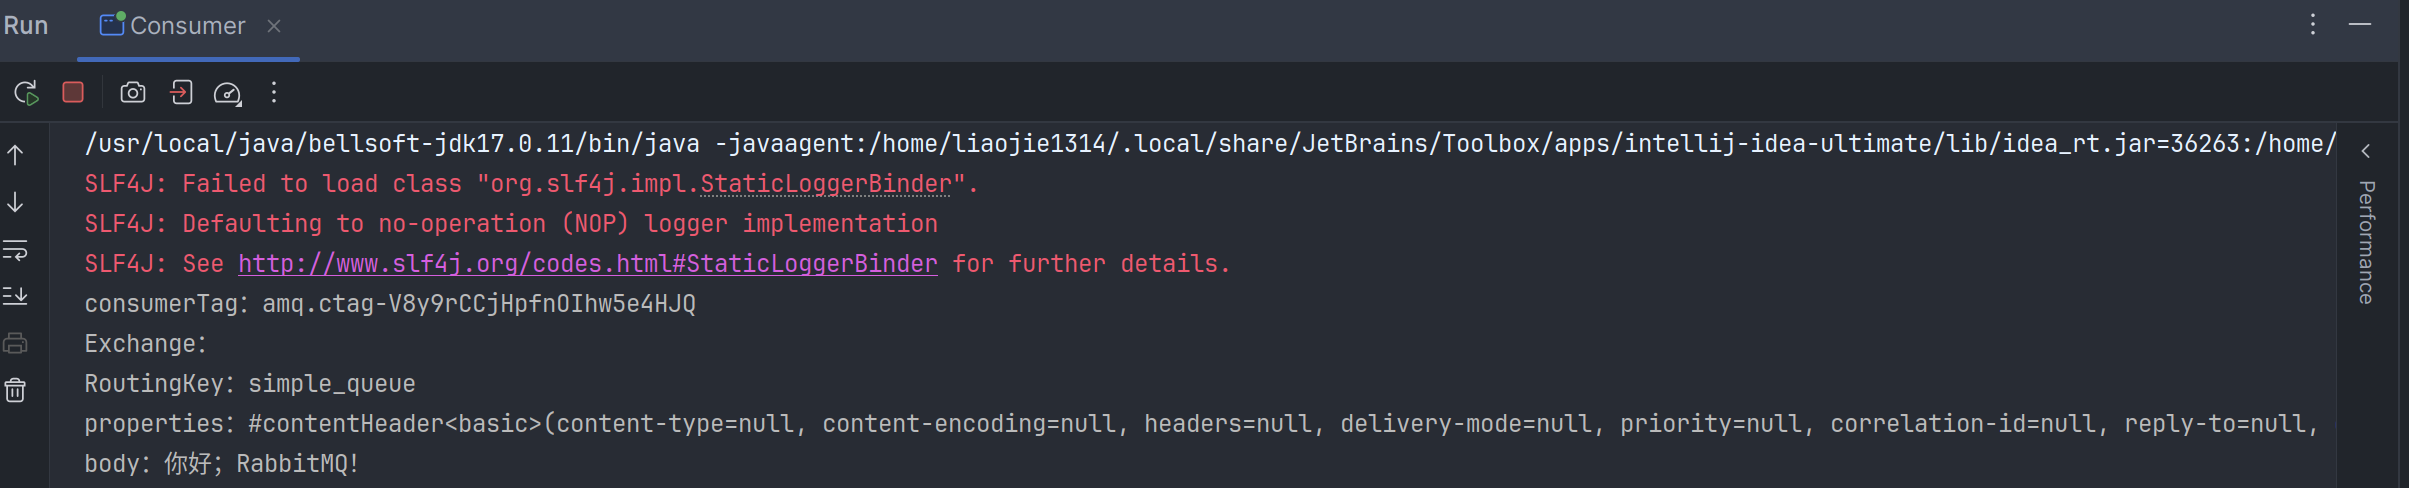 Run Consumer
/usr/local/java/bellsoft-jdk17.0.11/bin/java -javaagent:/home/liaojie1314/.local/share/JetBrains/Toolbox/apps/intellij-idea-ultimate/lib/idea_rt.jar=36263:/home/
SLF4J: Failed to load class "org.slf4j.impl.StaticLoggerBinder".
SLF4J: Defaulting to no-operation (NOP) logger implementation
SLF4J: See http://www.slf4j.org/codes.html#StaticLoggerBinder for further details.
consumerTag：amq.ctag-V8y9rCCjHpfnOIhw5e4HJQ
Exchange：
RoutingKey：simple_queue
properties：#contentHeader<basic>(content-type=null, content-encoding=null, headers=null, delivery-mode=null, priority=null, correlation-id=null, reply-to=null,
body：你好；RabbitMQ！
Performance